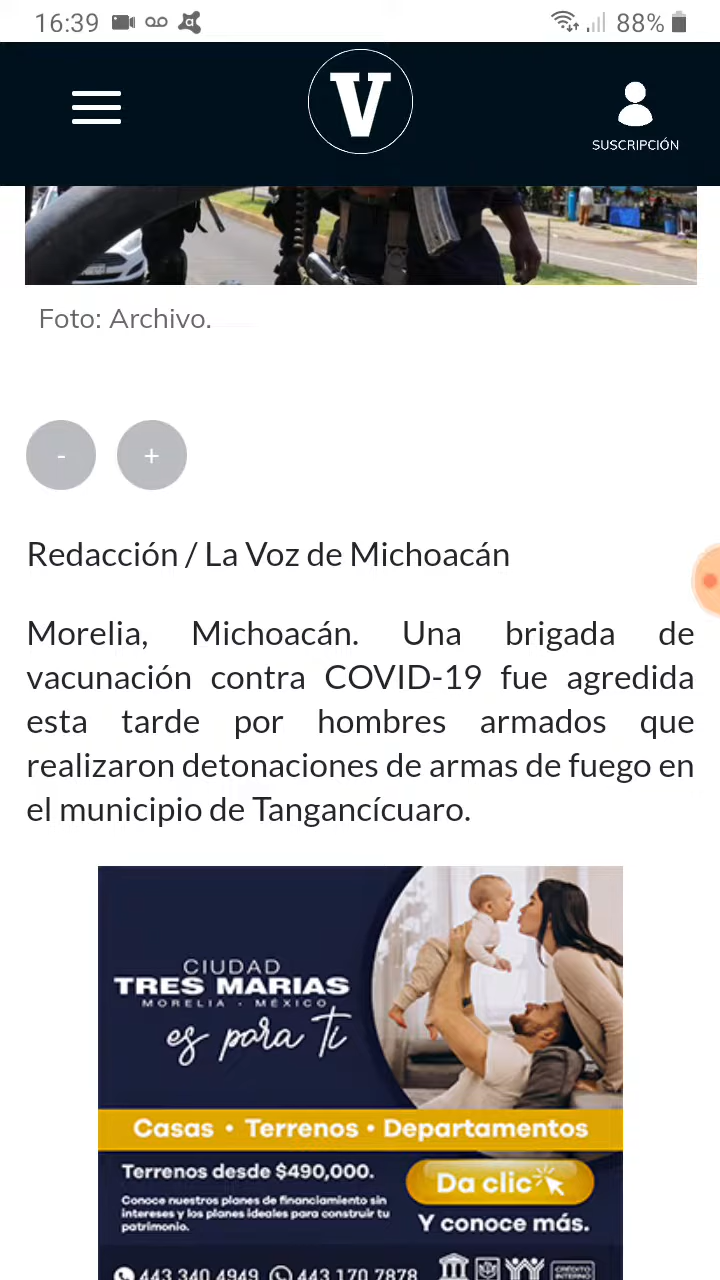 16:39
88%
V
SUSCRIPCIÓN
Foto: Archivo.
- +
Redacción / La Voz de Michoacán
Morelia, Michoacán. Una brigada de
vacunación contra COVID-19 fue agredida
esta tarde por hombres armados que
realizaron detonaciones de armas de fuego en
el municipio de Tangancícuaro.
CIUDAD
TRES MARIAS
MORELIA - MÉXICO
es para ti
Casas • Terrenos • Departamentos
Terrenos desde $490,000.
Conoce nuestros planes de financiamiento sin
intereses y los planes ideales para construir tu
patrimonio.
Da clic
Y conoce más.
443 340 4949 443 170 7878